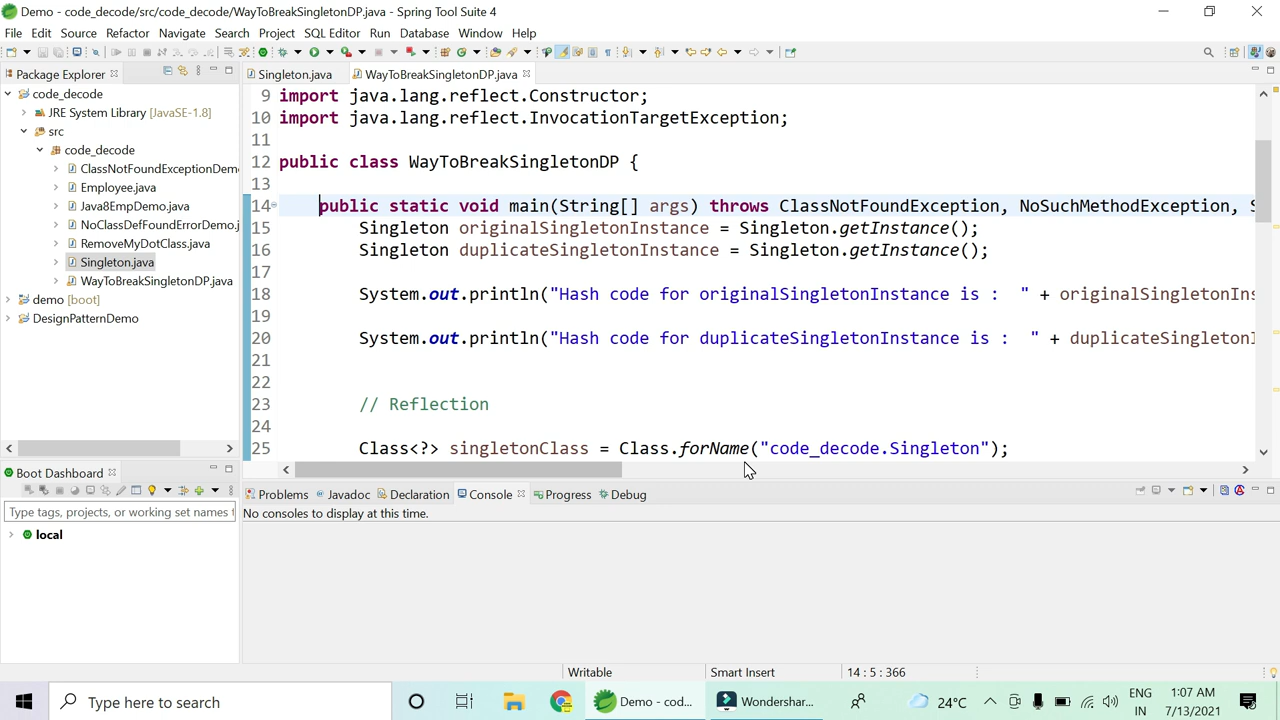 Demo - code_decode/src/code_decode/WayToBreakSingletonDP.java - Spring Tool Suite 4
File Edit Source Refactor Navigate Search Project SQL Editor Run Database Window Help
Package Explorer
Singleton.java
WayToBreakSingletonDP.java
code_decode
JRE System Library [JavaSE-1.8]
src
code_decode
ClassNotFoundExceptionDem
Employee.java
Java8EmpDemo.java
NoClassDefFoundErrorDemo.j
RemoveMyDotClass.java
Singleton.java
WayToBreakSingletonDP.java
demo [boot]
DesignPatternDemo
9 import java.lang.reflect.Constructor;
10 import java.lang.reflect.InvocationTargetException;
11
12 public class WayToBreakSingletonDP {
13
14 public static void main(String[] args) throws ClassNotFoundException, NoSuchMethodException, S
15 Singleton originalSingletonInstance = Singleton.getInstance();
16 Singleton duplicateSingletonInstance = Singleton.getInstance();
17
18 System.out.println("Hash code for originalSingletonInstance is :  " + originalSingletonIns
19
20 System.out.println("Hash code for duplicateSingletonInstance is :  " + duplicateSingletonI
21
22
23 // Reflection
24
25 Class<?> singletonClass = Class.forName("code_decode.Singleton");
Boot Dashboard
Type tags, projects, or working set names t
local
Problems Javadoc Declaration Console Progress Debug
No consoles to display at this time.
Writable Smart Insert 14 : 5 : 366
Type here to search
Demo - cod...
Wondershar...
24°C
ENG
IN
1:07 AM
7/13/2021